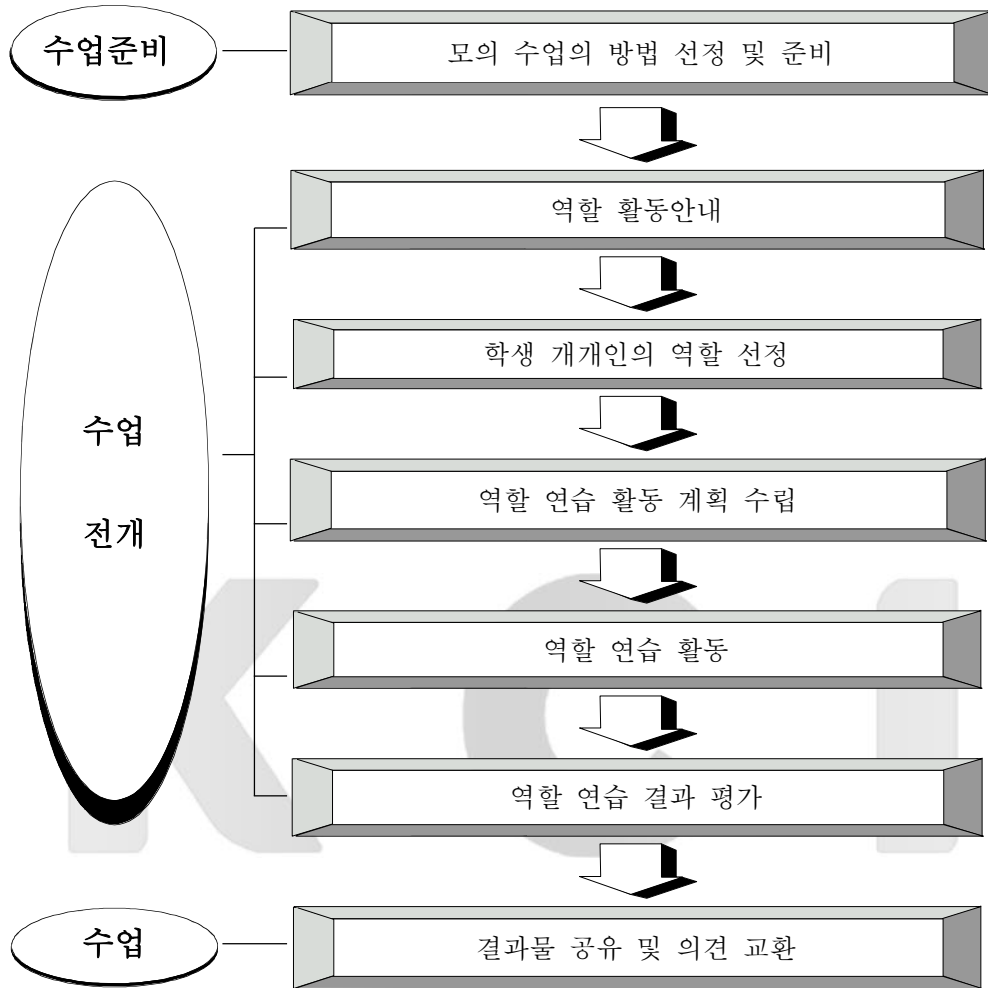 수업준비
모의 수업의 방법 선정 및 준비
역할 활동안내
학생 개개인의 역할 선정
수업
전개
역할 연습 활동 계획 수립
역할 연습 활동
역할 연습 결과 평가
수업
결과물 공유 및 의견 교환
KCI